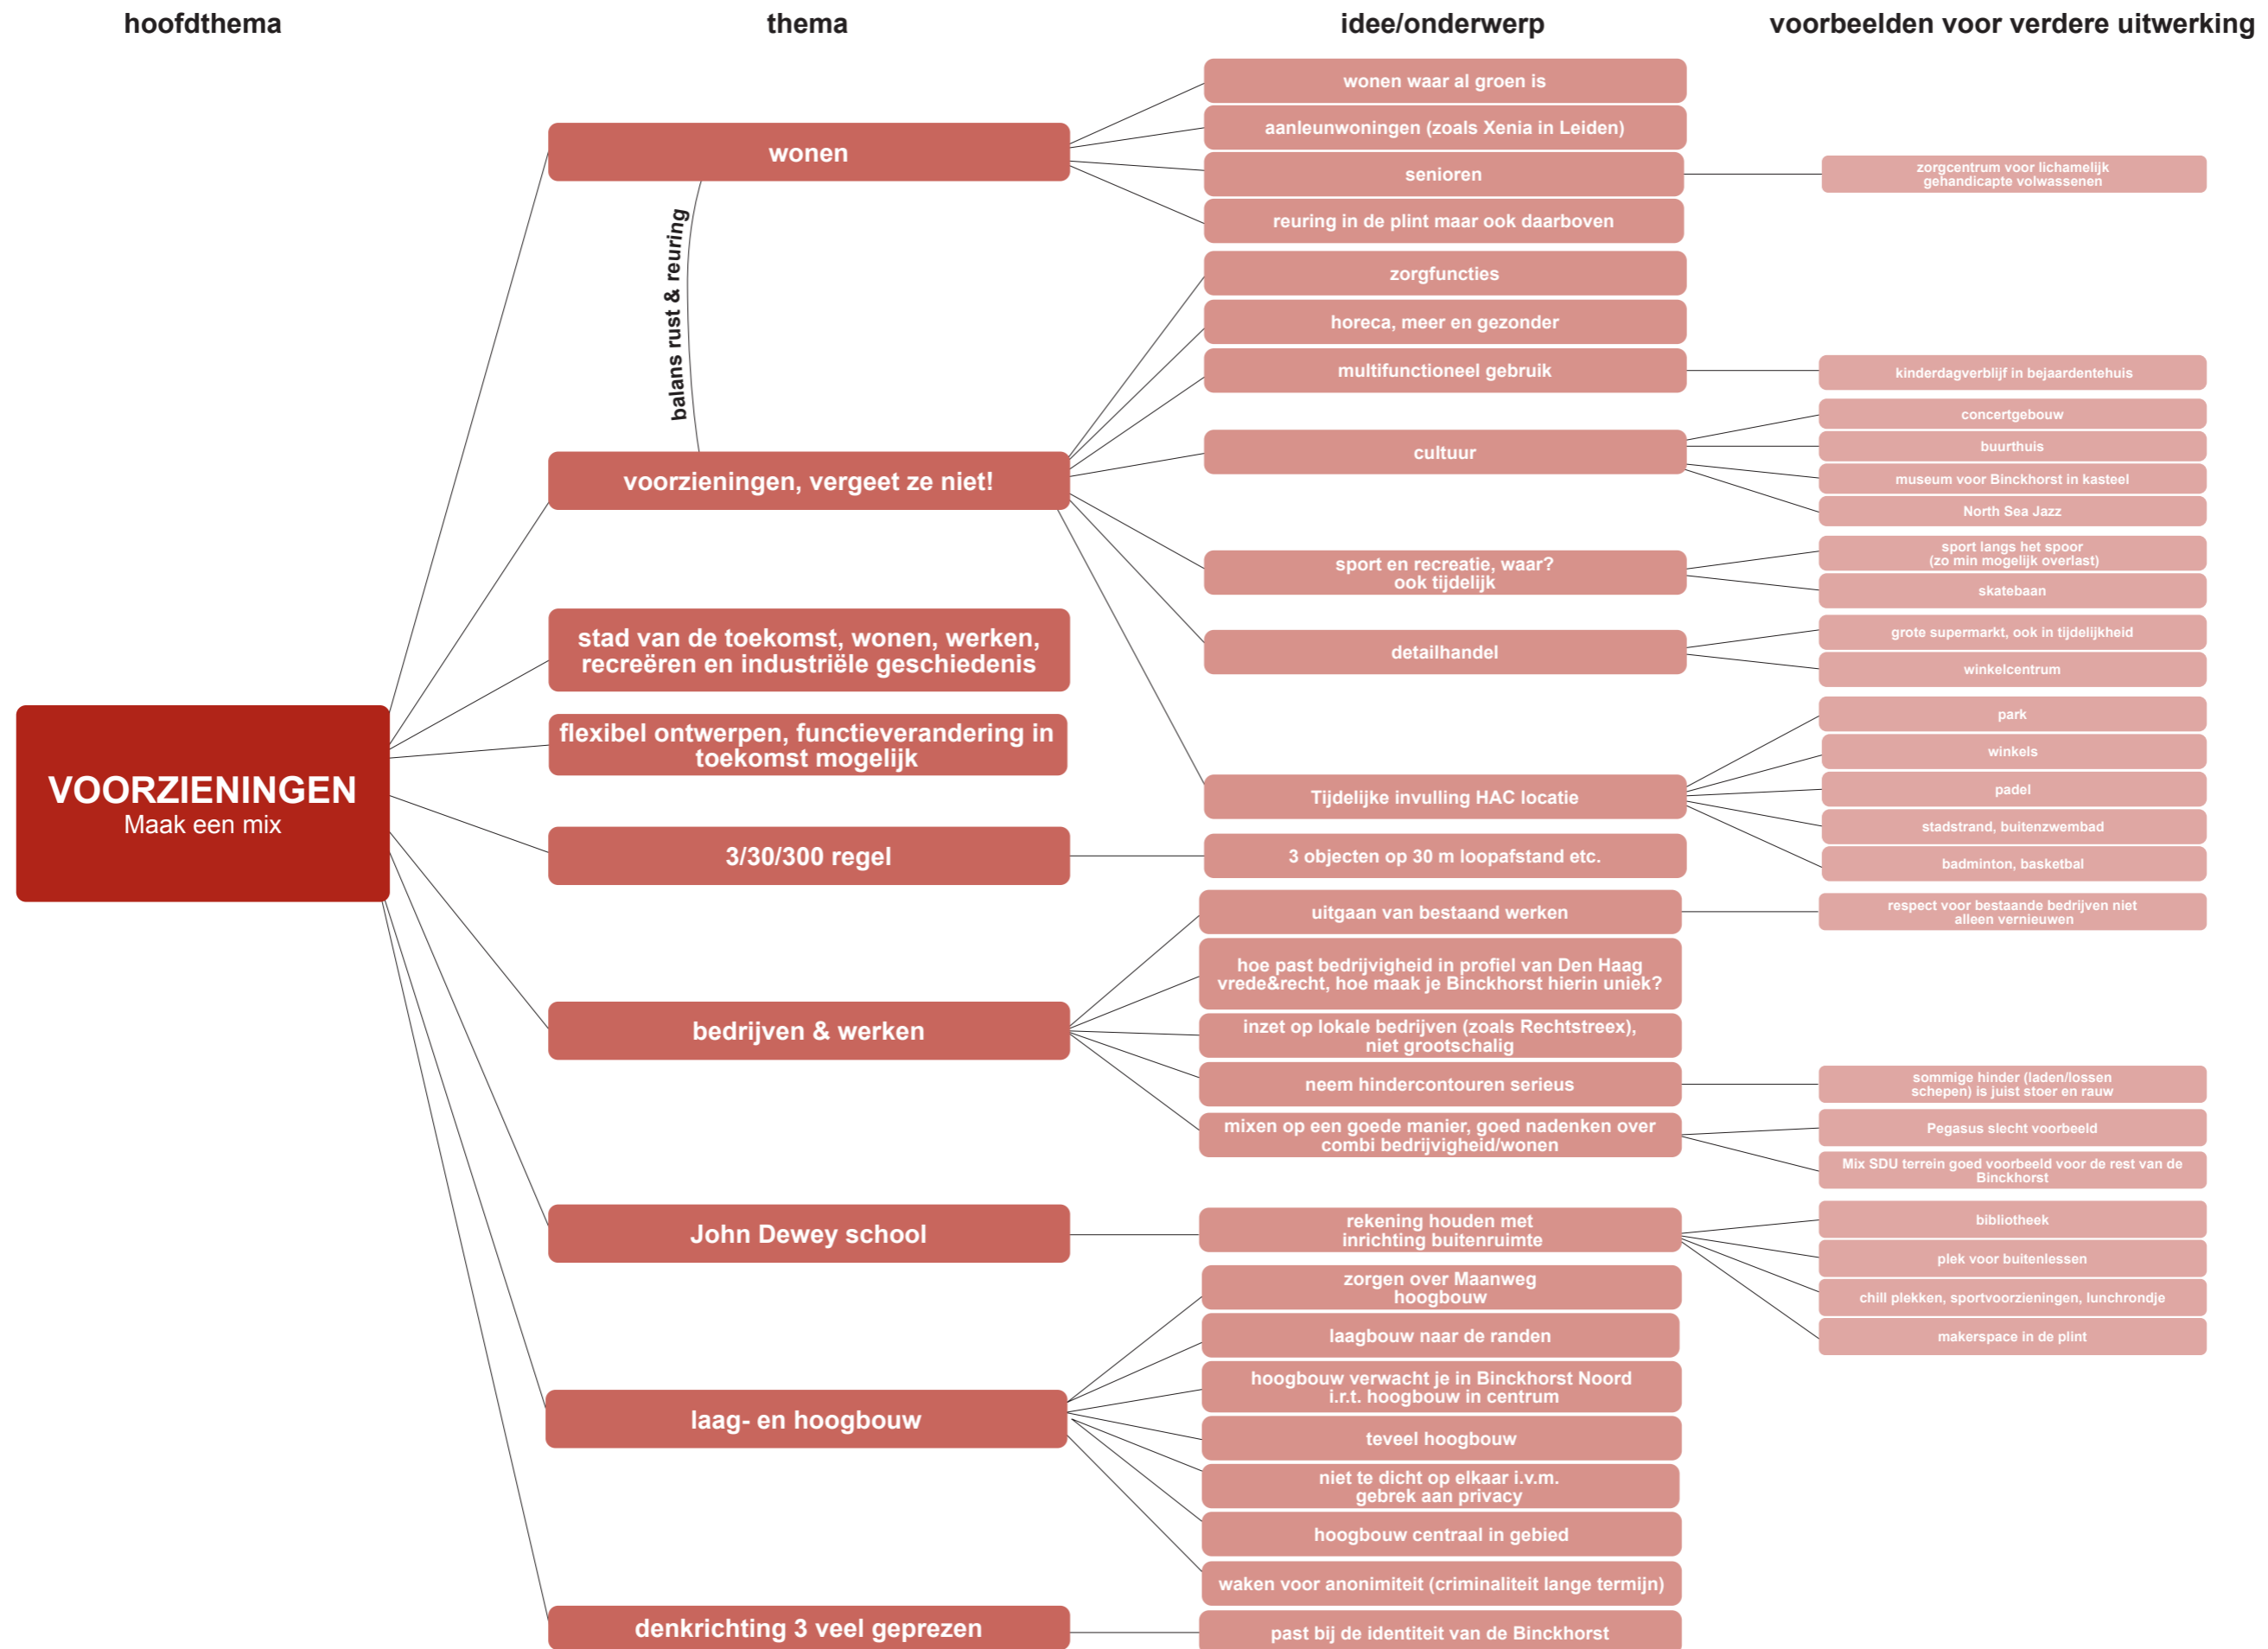 hoofdthema
thema
idee/onderwerp
voorbeelden voor verdere uitwerking
VOORZIENINGEN
Maak een mix
wonen
balans rust & reuring
wonen waar al groen is
aanleunwoningen (zoals Xenia in Leiden)
senioren
zorgcentrum voor lichamelijk
gehandicapte volwassenen
reuring in de plint maar ook daarboven
voorzieningen, vergeet ze niet!
zorgfuncties
horeca, meer en gezonder
multifunctioneel gebruik
kinderdagverblijf in bejaardentehuis
cultuur
concertgebouw
buurthuis
museum voor Binckhorst in kasteel
North Sea Jazz
sport en recreatie, waar?
ook tijdelijk
sport langs het spoor
(zo min mogelijk overlast)
skatebaan
detailhandel
grote supermarkt, ook in tijdelijkheid
winkelcentrum
Tijdelijke invulling HAC locatie
park
winkels
padel
stadstrand, buitenzwembad
badminton, basketbal
stad van de toekomst, wonen, werken,
recreëren en industriële geschiedenis
flexibel ontwerpen, functieverandering in
toekomst mogelijk
3/30/300 regel
3 objecten op 30 m loopafstand etc.
bedrijven & werken
uitgaan van bestaand werken
respect voor bestaande bedrijven niet
alleen vernieuwen
hoe past bedrijvigheid in profiel van Den Haag
vrede&recht, hoe maak je Binckhorst hierin uniek?
inzet op lokale bedrijven (zoals Rechtstreex),
niet grootschalig
neem hindercontouren serieus
sommige hinder (laden/lossen
schepen) is juist stoer en rauw
mixen op een goede manier, goed nadenken over
combi bedrijvigheid/wonen
Pegasus slecht voorbeeld
Mix SDU terrein goed voorbeeld voor de rest van de
Binckhorst
John Dewey school
rekening houden met
inrichting buitenruimte
bibliotheek
plek voor buitenlessen
chill plekken, sportvoorzieningen, lunchrondje
makerspace in de plint
laag- en hoogbouw
zorgen over Maanweg
hoogbouw
laagbouw naar de randen
hoogbouw verwacht je in Binckhorst Noord
i.r.t. hoogbouw in centrum
teveel hoogbouw
niet te dicht op elkaar i.v.m.
gebrek aan privacy
hoogbouw centraal in gebied
waken voor anonimiteit (criminaliteit lange termijn)
denkrichting 3 veel geprezen
past bij de identiteit van de Binckhorst